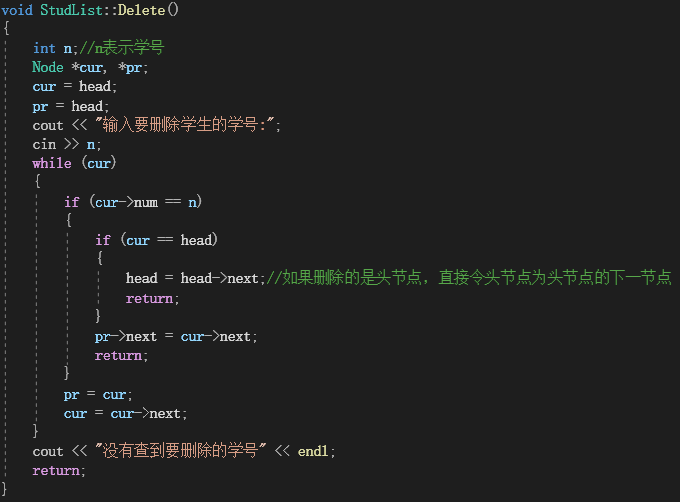 void StudList::Delete()
{
int n;//n表示学号
Node *cur, *pr;
cur = head;
pr = head;
cout << "输入要删除学生的学号:";
cin >> n;
while (cur)
{
if (cur->num == n)
{
if (cur == head)
{
head = head->next;//如果删除的是头节点，直接令头节点为头节点的下一节点
return;
}
pr->next = cur->next;
return;
}
pr = cur;
cur = cur->next;
}
cout << "没有查到要删除的学号" << endl;
return;
}